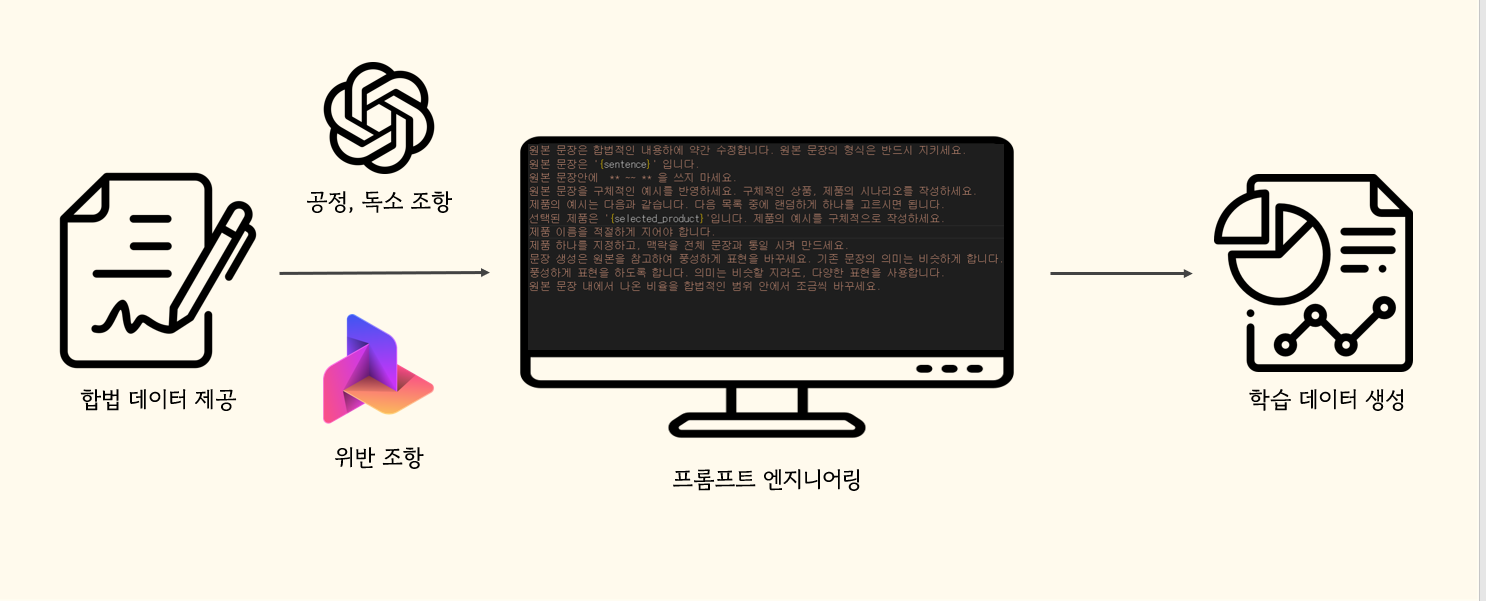 공정, 독소 조항
합법 데이터 제공
위반 조항
원본 문장은 합법적인 내용하에 약간 수정합니다. 원본 문장의 형식은 반드시 지키세요.
원본 문장은 '{sentence}' 입니다.
원본 문장안에 ** ~~ ** 을 쓰지 마세요.
원본 문장을 구체적인 예시를 반영하세요. 구체적인 상품, 제품의 시나리오를 작성하세요.
제품의 예시는 다음과 같습니다. 다음 목록 중에 랜덤하게 하나를 고르시면 됩니다.
선택된 제품은 '{selected_product}'입니다. 제품의 예시를 구체적으로 작성하세요.
제품 이름을 적절하게 지어야 합니다.
제품 하나를 지정하고, 맥락을 전체 문장과 통일 시켜 만드세요.
문장 생성은 원본을 참고하여 풍성하게 표현을 바꾸세요. 기존 문장의 의미는 비슷하게 합니다.
풍성하게 표현을 하도록 합니다. 의미는 비슷할 지라도, 다양한 표현을 사용합니다.
원본 문장 내에서 나온 비율을 합법적인 범위 안에서 조금씩 바꾸세요.
프롬프트 엔지니어링
학습 데이터 생성